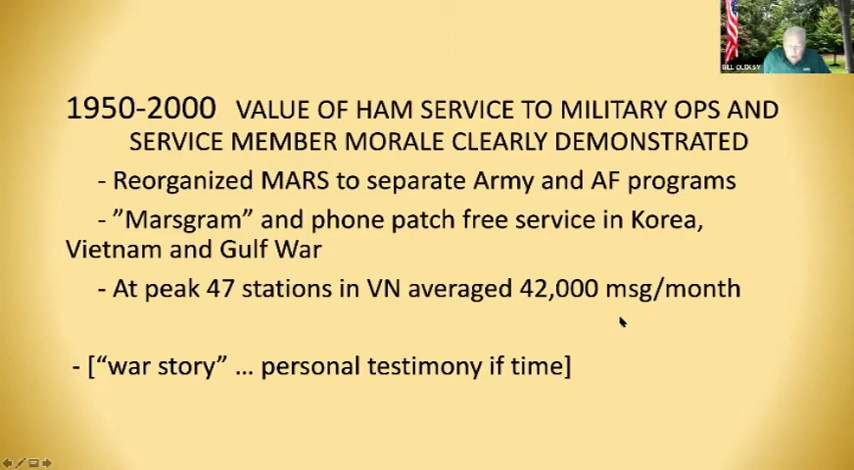 BILL OLEKSY
1950-2000 VALUE OF HAM SERVICE TO MILITARY OPS AND
SERVICE MEMBER MORALE CLEARLY DEMONSTRATED
- Reorganized MARS to separate Army and AF programs
- ”Marsgram” and phone patch free service in Korea,
Vietnam and Gulf War
- At peak 47 stations in VN averaged 42,000 msg/month
- [“war story” … personal testimony if time]